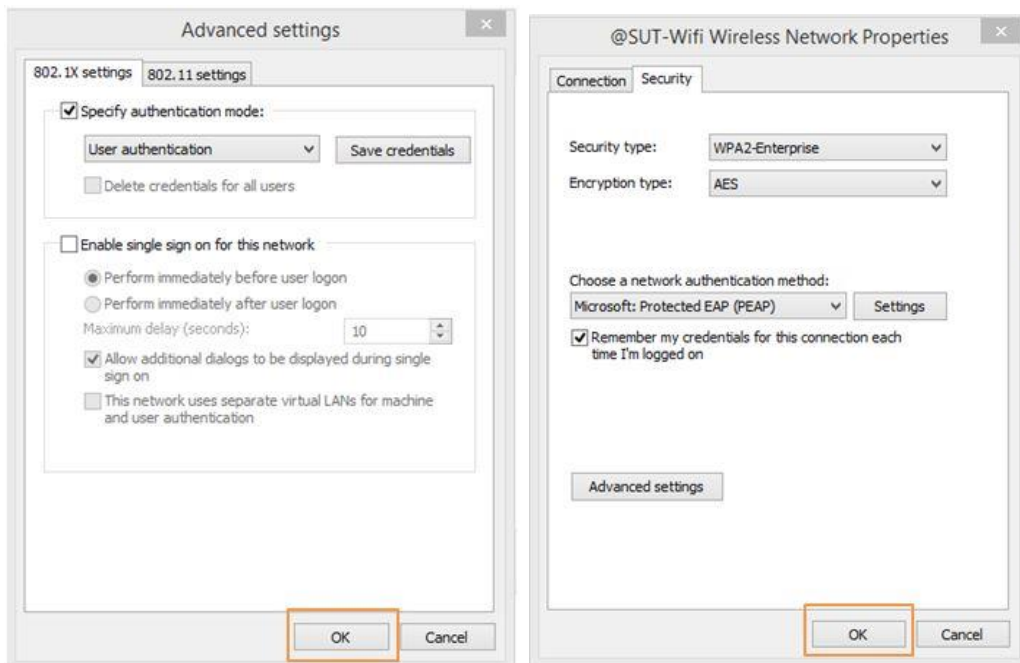 Advanced settings
802.1X settings
802.11 settings
Specify authentication mode:
User authentication
Save credentials
Delete credentials for all users
Enable single sign on for this network
Perform immediately before user logon
Perform immediately after user logon
Maximum delay (seconds):
10
Allow additional dialogs to be displayed during single
sign on
This network uses separate virtual LANs for machine
and user authentication
OK
Cancel
@SUT-Wifi Wireless Network Properties
Connection
Security
Security type:
WPA2-Enterprise
Encryption type:
AES
Choose a network authentication method:
Microsoft: Protected EAP (PEAP)
Settings
Remember my credentials for this connection each
time I'm logged on
Advanced settings
OK
Cancel